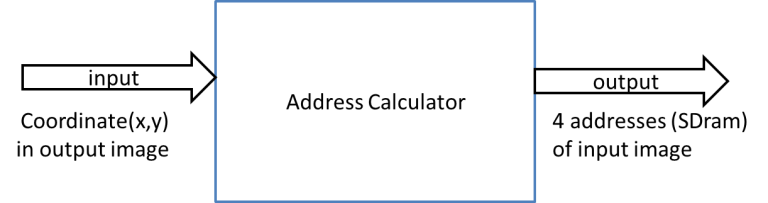 input
Coordinate(x,y)
in output image
Address Calculator
output
4 addresses (SDram)
of input image